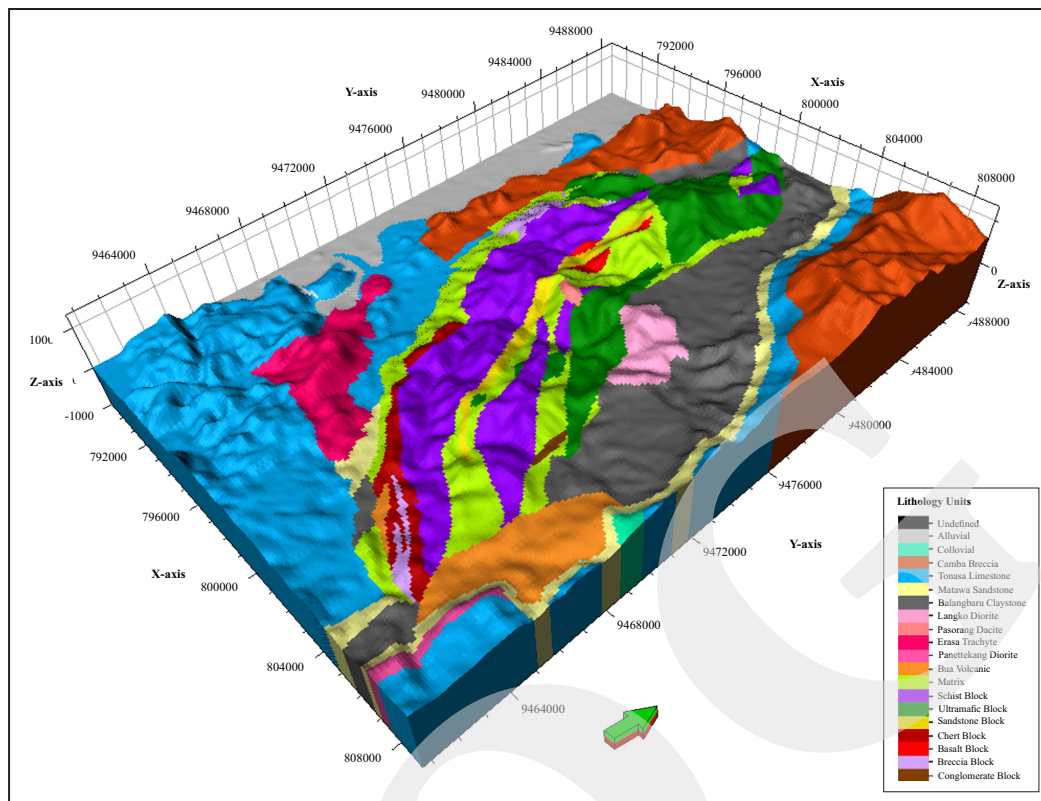 9488000
792000
9484000
796000
X-axis
Y-axis
9480000
800000
9476000
804000
9472000
808000
9468000
9464000
0
Z-axis
100
9488000
Z-axis
-1000
9484000
792000
9480000
796000
9476000
X-axis
9472000
Y-axis
800000
9468000
804000
9464000
808000
Lithology Units
Undefined
Alluvial
Colluvial
Camba Breccia
Tonasa Limestone
Matawa Sandstone
Balangbaru Claystone
Langko Diorite
Pasorang Dacite
Erasa Trachyte
Panettekang Diorite
Bua Volcanic
Matrix
Schist Block
Ultramafic Block
Sandstone Block
Chert Block
Basalt Block
Breccia Block
Conglomerate Block